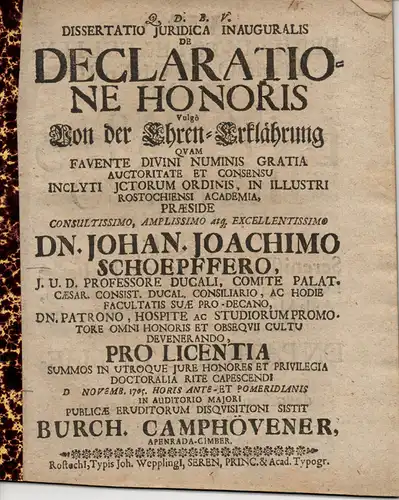 Q. D. B. V.
DISSERTATIO JURIDICA INAUGURALIS
DE
DECLARATIO-
NE HONORIS
Vulgò
Von der Ehren-Erklährung
QVAM
FAVENTE DIVINI NUMINIS GRATIA
AUCTORITATE ET CONSENSU
INCLYTI JCTORUM ORDINIS, IN ILLUSTRI
ROSTOCHIENSI ACADEMIA,
PRÆSIDE
CONSULTISSIMO, AMPLISSIMO atq, EXCELLENTISSIMO
DN. JOHAN. JOACHIMO
SCHOEPFFERO,
J. U. D. PROFESSORE DUCALI, COMITE PALAT.
CÆSAR. CONSIST. DUCAL. CONSILIARIO, AC HODIE
FACULTATIS SUÆ PRO-DECANO,
DN. PATRONO, HOSPITE AC STUDIORUM PROMO-
TORE OMNI HONORIS ET OBSEQVII CULTU
DEVENERANDO,
PRO LICENTIA
SUMMOS IN UTROQUE JURE HONORES ET PRIVILEGIA
DOCTORALIA RITE CAPESCENDI
D NOVEMB. 1705. HORIS ANTE- ET POMERIDIANIS
IN AUDITORIO MAJORI
PUBLICÆ ERUDITORUM DISQVISITIONI SISTIT
BURCH. CAMPHÖVENER,
APENRADA-CIMBER.
RostochI, Typis Joh. Wepplingl, SEREN, PRINC. & Acad. Typogr.